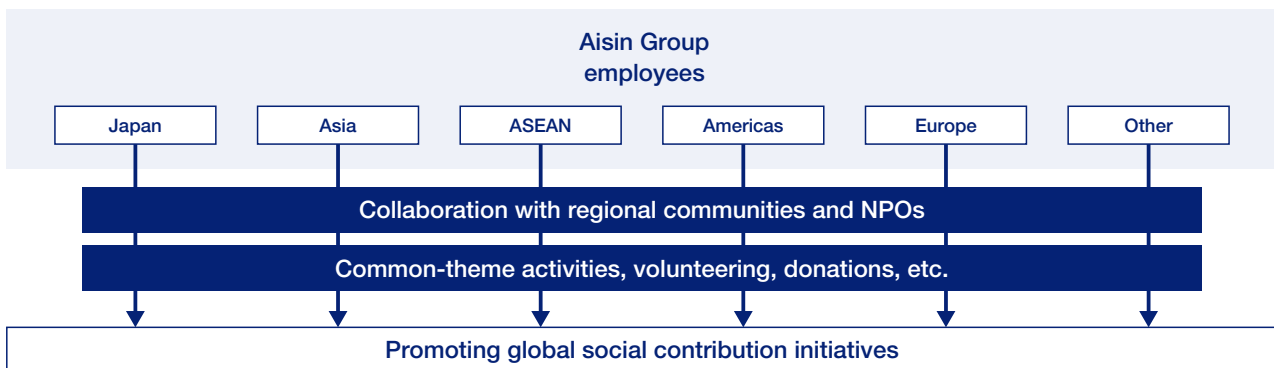 Aisin Group
employees
Japan
Asia
ASEAN
Americas
Europe
Other
Collaboration with regional communities and NPOs
Common-theme activities, volunteering, donations, etc.
Promoting global social contribution initiatives